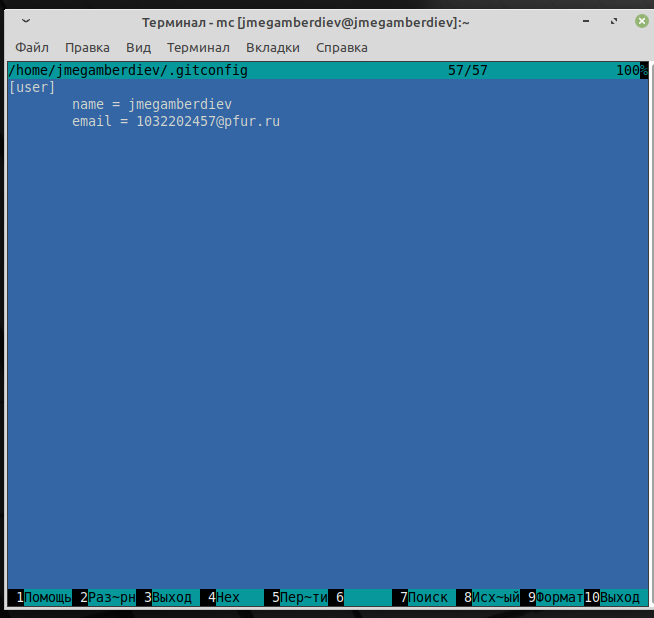 Терминал - mc [jmegamberdiev@jmegamberdiev]:~
Файл Правка Вид Терминал Вкладки Справка
/home/jmegamberdiev/.gitconfig 57/57 100%
[user]
name = jmegamberdiev
email = 1032202457@pfur.ru
1Помощь 2Раз~рн 3Выход 4Hex 5Пер~ти 6 7Поиск 8Исх~ый 9Формат 10Выход